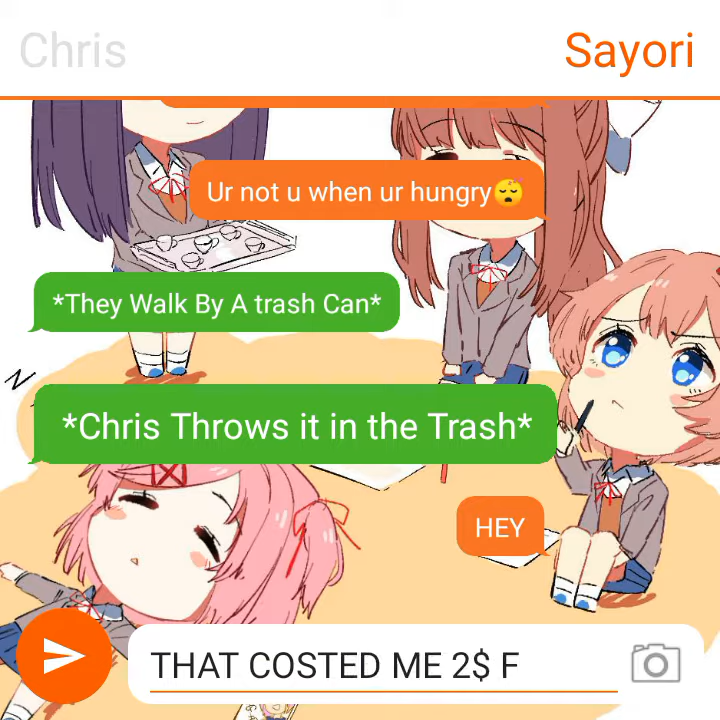 Chris
Sayori
Ur not u when ur hungry😴
*They Walk By A trash Can*
*Chris Throws it in the Trash*
HEY
THAT COSTED ME 2$ F